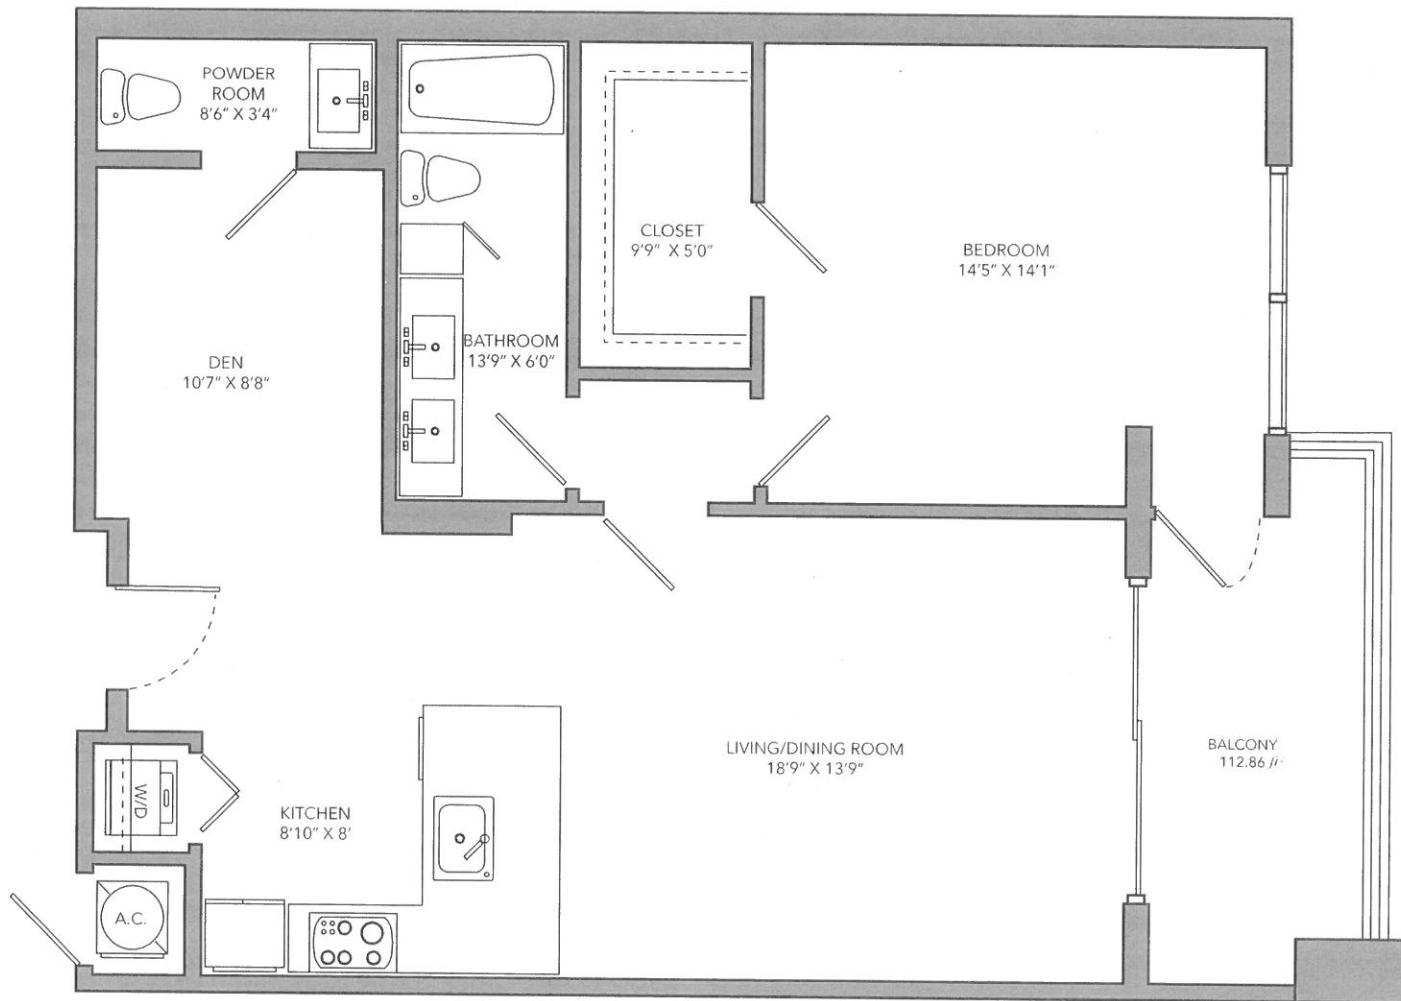 POWDER
ROOM
8'6" X 3'4"
CLOSET
9'9" X 5'0"
BEDROOM
14'5" X 14'1"
BATHROOM
13'9" X 6'0"
DEN
10'7" X 8'8"
LIVING/DINING ROOM
18'9" X 13'9"
BALCONY
112.86
W/D
KITCHEN
8'10" X 8'
A.C.